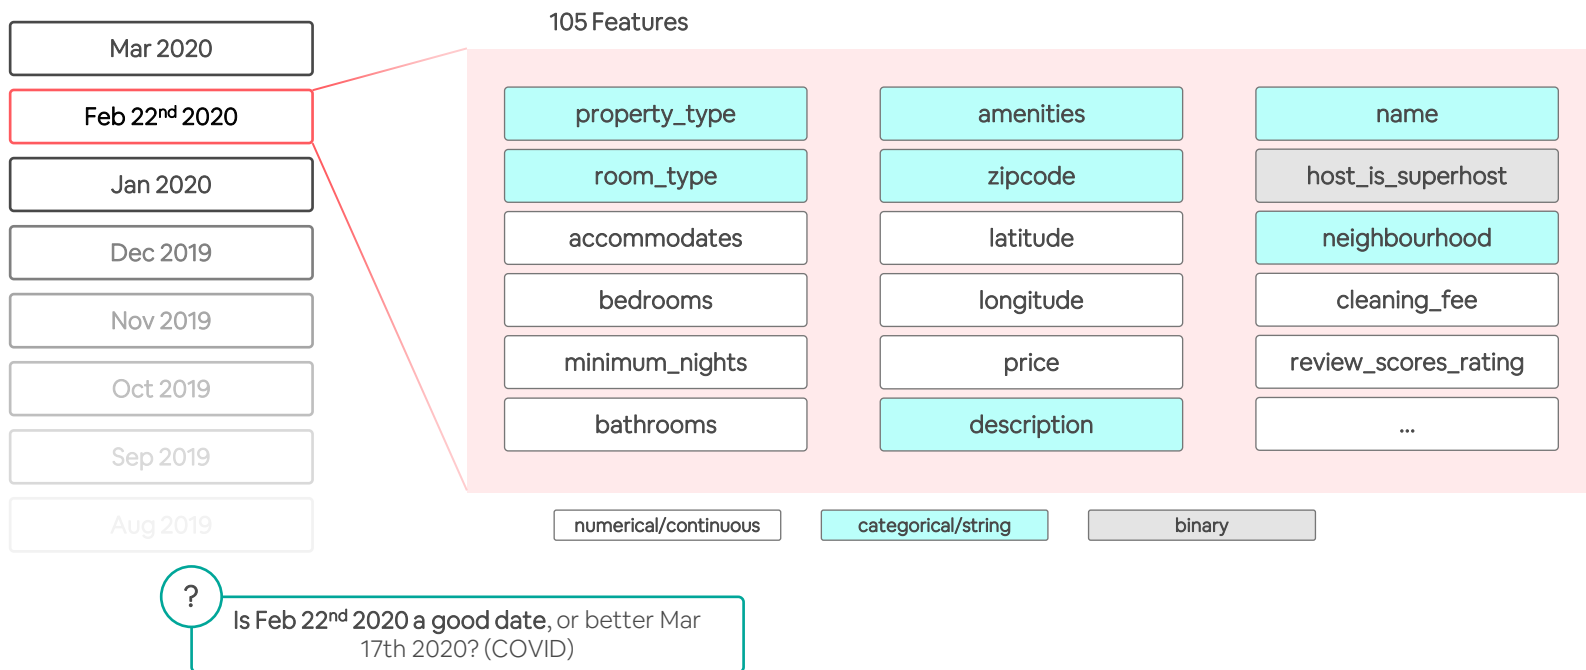 105 Features
Mar 2020
Feb 22nd 2020
Jan 2020
Dec 2019
Nov 2019
Oct 2019
Sep 2019
Aug 2019
property_type
room_type
accommodates
bedrooms
minimum_nights
bathrooms
amenities
zipcode
latitude
longitude
price
description
name
host_is_superhost
neighbourhood
cleaning_fee
review_scores_rating
...
numerical/continuous
categorical/string
binary
?
Is Feb 22nd 2020 a good date, or better Mar
17th 2020? (COVID)